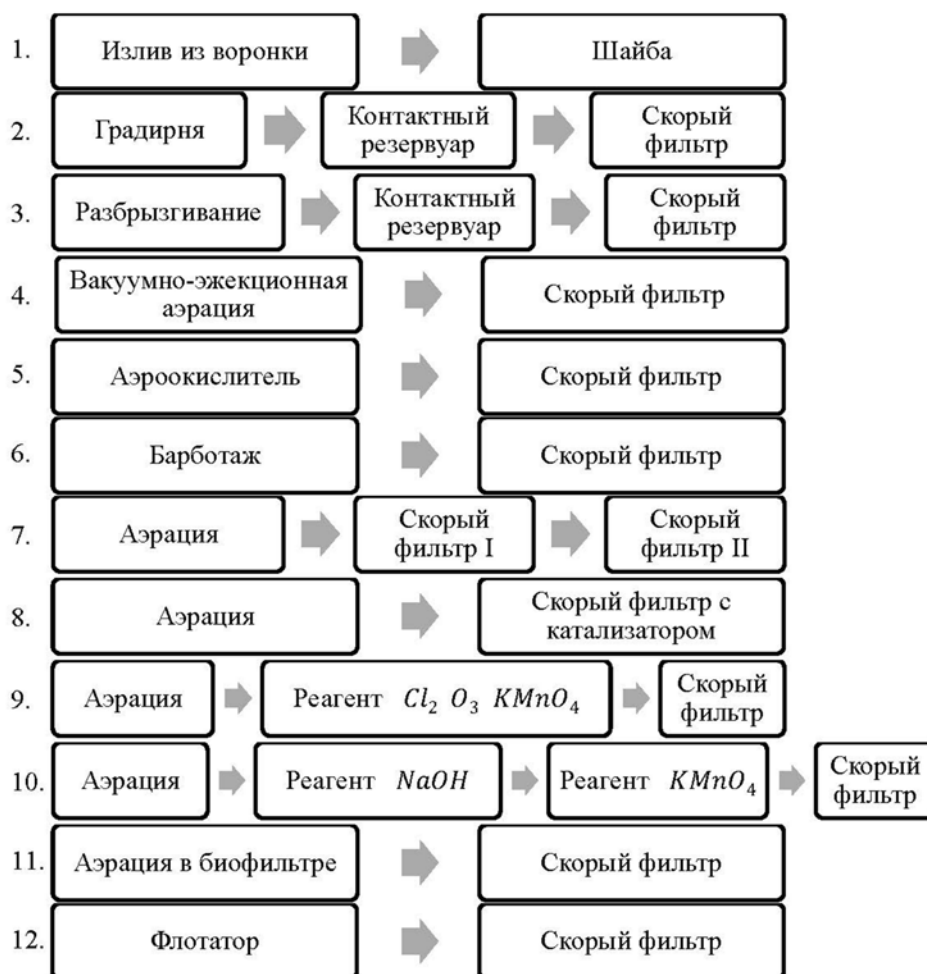 1. Излив из воронки Шайба
2. Градирня Контактный резервуар Скорый фильтр
3. Разбрызгивание Контактный резервуар Скорый фильтр
4. Вакуумно-эжекционная аэрация Скорый фильтр
5. Аэроокислитель Скорый фильтр
6. Барботаж Скорый фильтр
7. Аэрация Скорый фильтр I Скорый фильтр II
8. Аэрация Скорый фильтр с катализатором
9. Аэрация Реагент Cl₂ O₃ KMnO₄ Скорый фильтр
10. Аэрация Реагент NaOH Реагент KMnO₄ Скорый фильтр
11. Аэрация в биофильтре Скорый фильтр
12. Флотатор Скорый фильтр